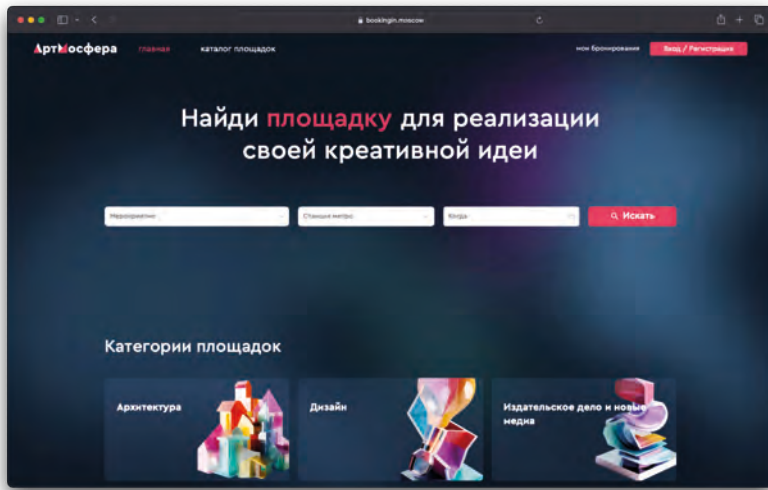 bookingin.moscow
АртМосфера
главная
каталог площадок
мои бронирования
Вход / Регистрация
Найди площадку для реализации
своей креативной идеи
Мероприятие
Станция метро
Когда
Искать
Категории площадок
Архитектура
Дизайн
Издательское дело и новые
медиа